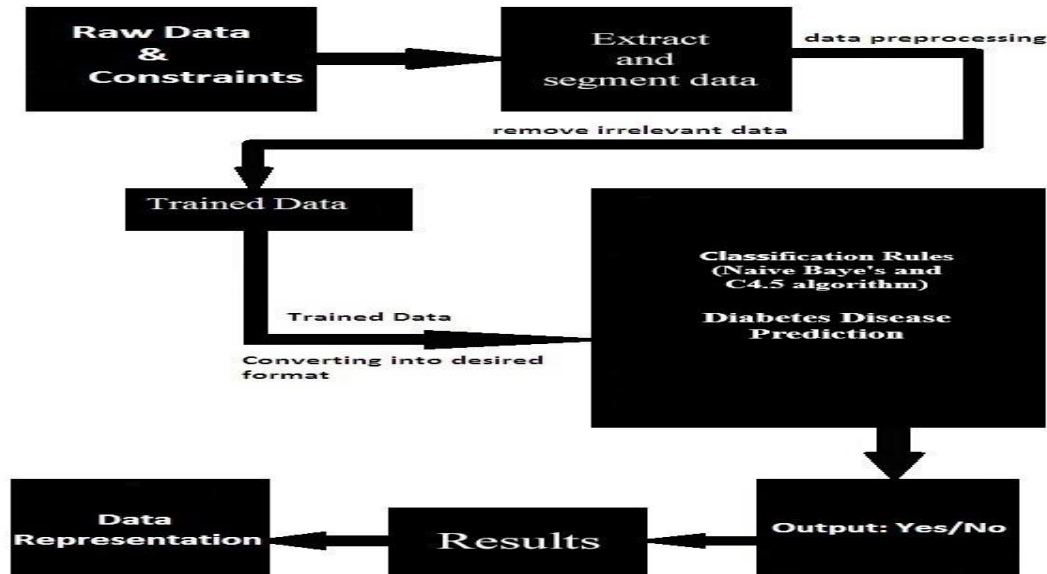 Raw Data
&
Constraints
Extract
and
segment data
data preprocessing
remove irrelevant data
Trained Data
Classification Rules
(Naive Baye's and
C4.5 algorithm)
Diabetes Disease
Prediction
Trained Data
Converting into desired
format
Output: Yes/No
Results
Data
Representation